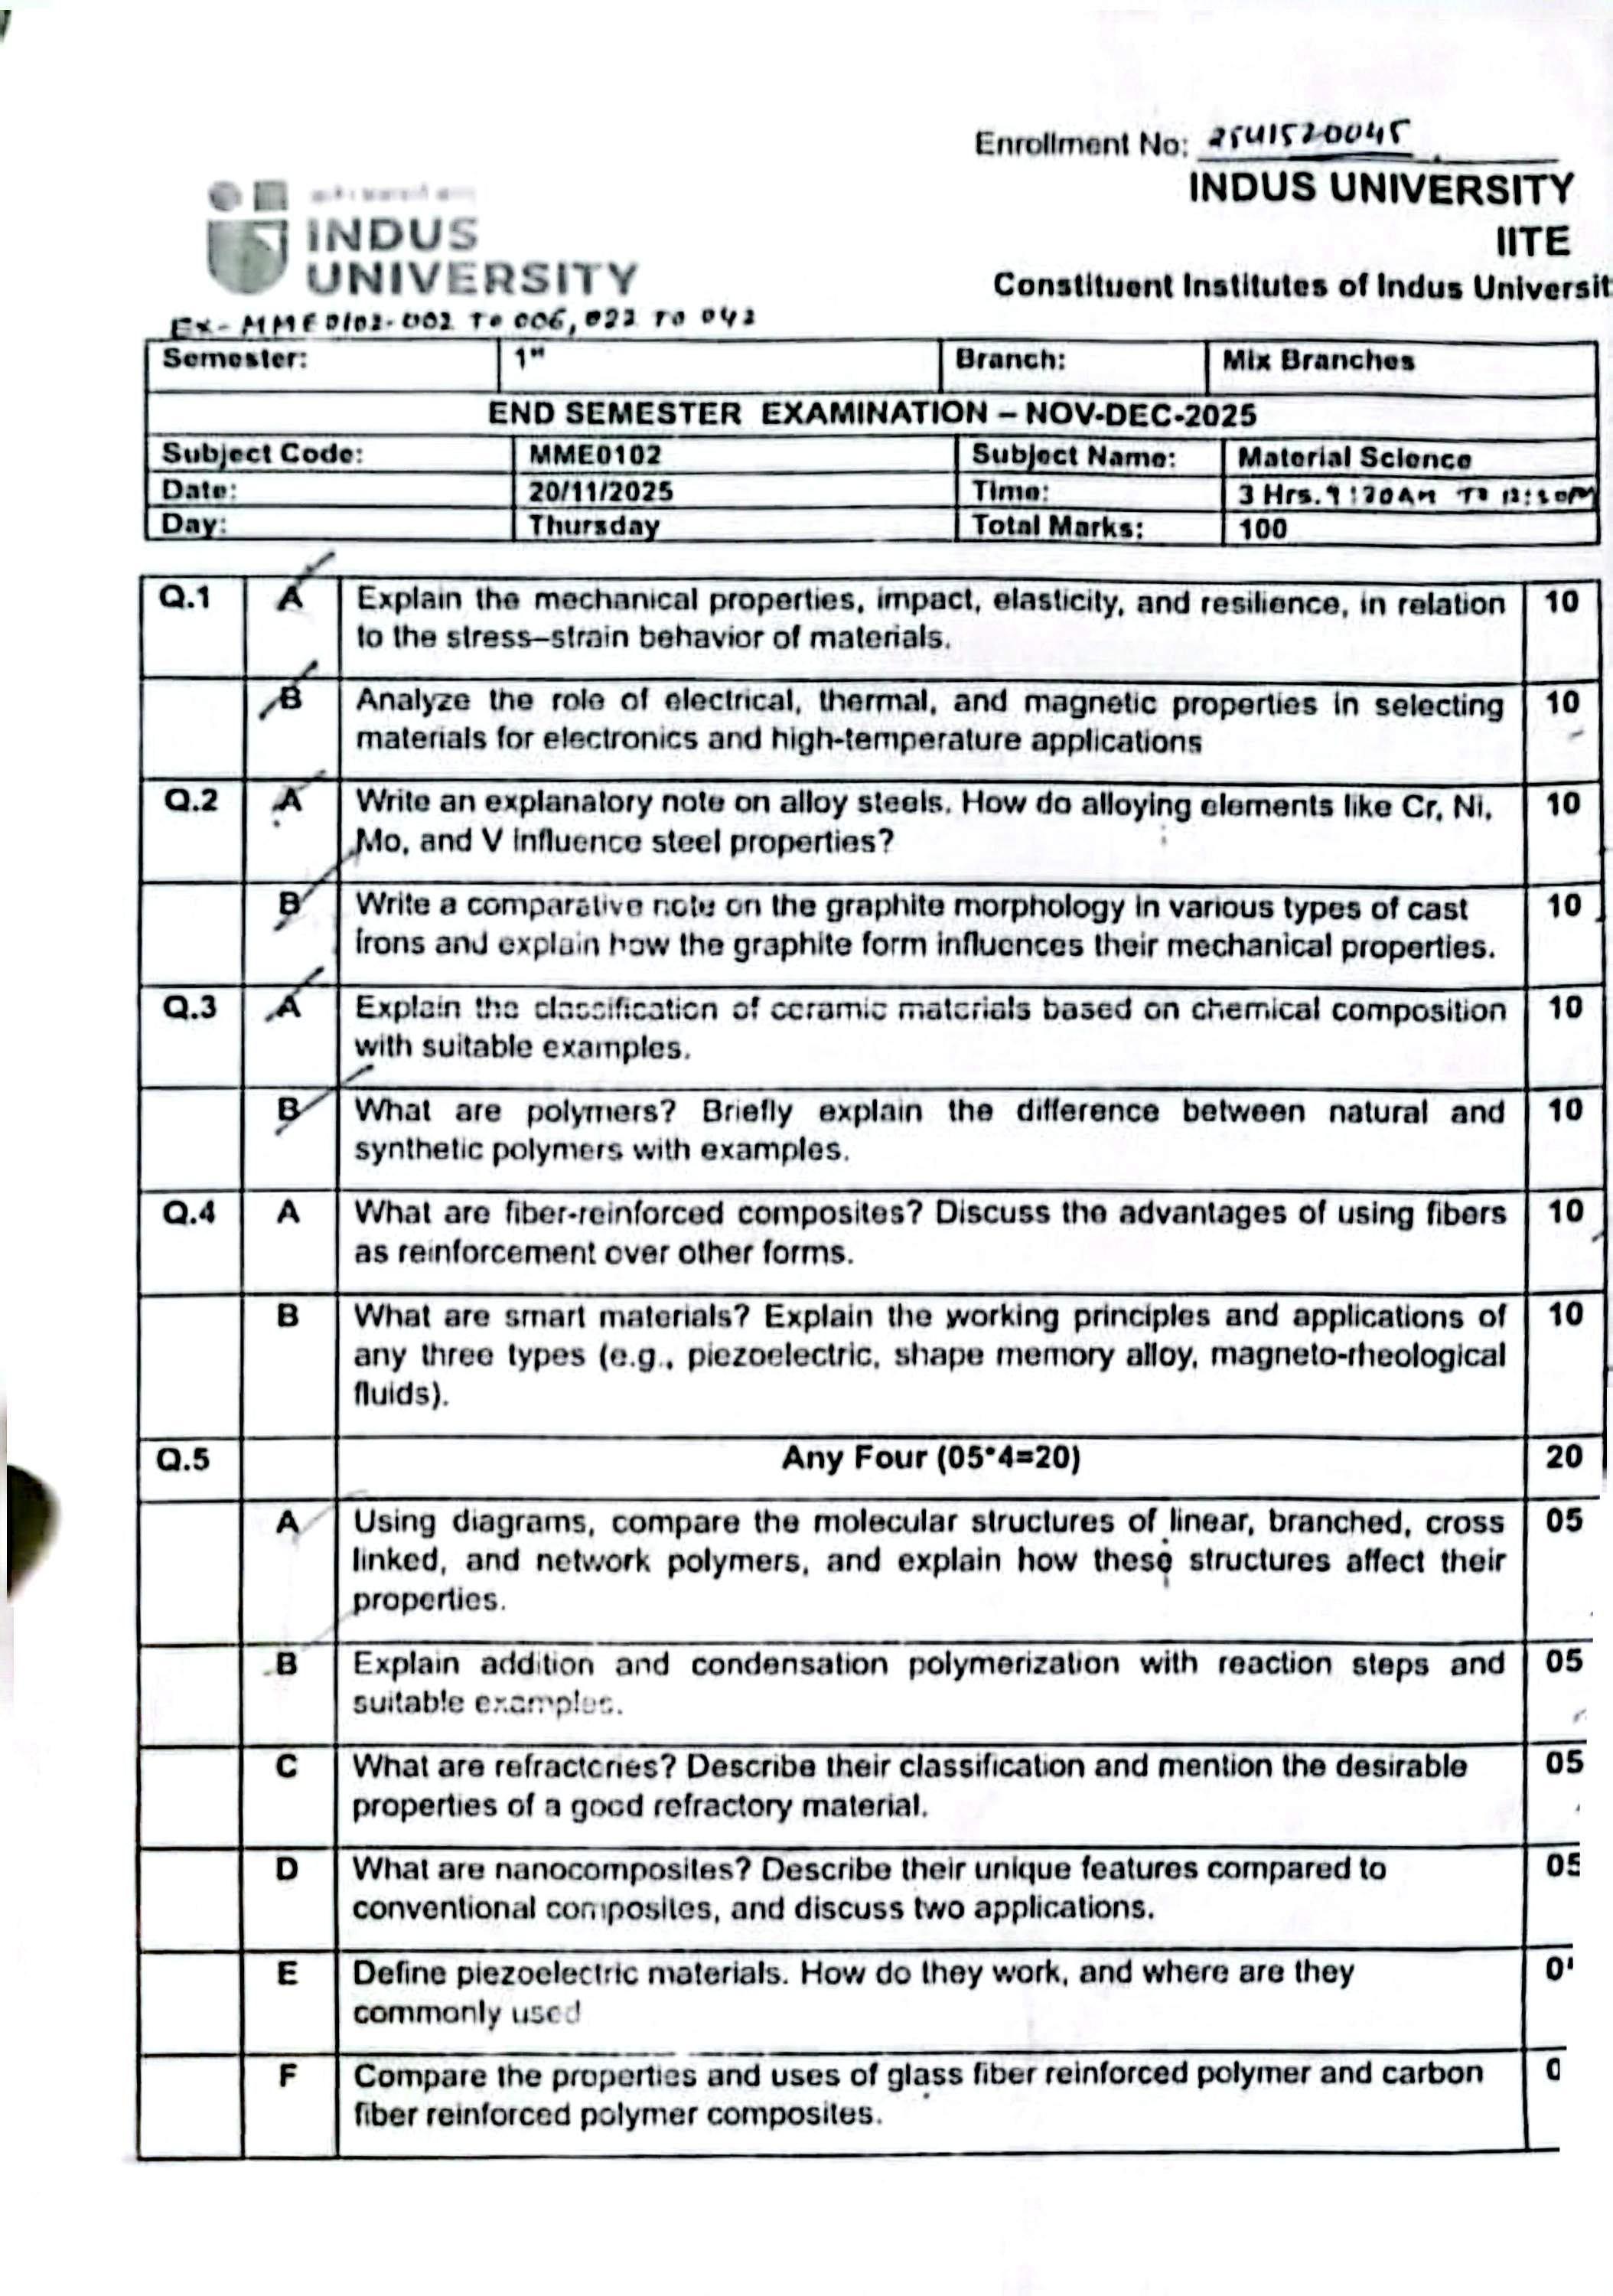 Enrollment No: 2541520045
INDUS UNIVERSITY
IITE
Constituent Institutes of Indus Universit
INDUS
UNIVERSITY
Ex-MME0102-002 To 006, 022 To 042
Semester: 1st Branch: Mix Branches
END SEMESTER EXAMINATION – NOV-DEC-2025
Subject Code: MME0102 Subject Name: Material Science
Date: 20/11/2025 Time: 3 Hrs.
Day: Thursday Total Marks: 100
Q.1 A Explain the mechanical properties, impact, elasticity, and resilience, in relation 10
to the stress–strain behavior of materials.
B Analyze the role of electrical, thermal, and magnetic properties in selecting 10
materials for electronics and high-temperature applications
Q.2 A Write an explanatory note on alloy steels. How do alloying elements like Cr, Ni, 10
Mo, and V influence steel properties?
B Write a comparative note on the graphite morphology in various types of cast 10
irons and explain how the graphite form influences their mechanical properties.
Q.3 A Explain the classification of ceramic materials based on chemical composition 10
with suitable examples.
B What are polymers? Briefly explain the difference between natural and 10
synthetic polymers with examples.
Q.4 A What are fiber-reinforced composites? Discuss the advantages of using fibers 10
as reinforcement over other forms.
B What are smart materials? Explain the working principles and applications of 10
any three types (e.g., piezoelectric, shape memory alloy, magneto-rheological
fluids).
Q.5 Any Four (05*4=20) 20
A Using diagrams, compare the molecular structures of linear, branched, cross 05
linked, and network polymers, and explain how these structures affect their
properties.
B Explain addition and condensation polymerization with reaction steps and 05
suitable examples.
C What are refractories? Describe their classification and mention the desirable 05
properties of a good refractory material.
D What are nanocomposites? Describe their unique features compared to 05
conventional composites, and discuss two applications.
E Define piezoelectric materials. How do they work, and where are they 0
commonly used
F Compare the properties and uses of glass fiber reinforced polymer and carbon 0
fiber reinforced polymer composites.